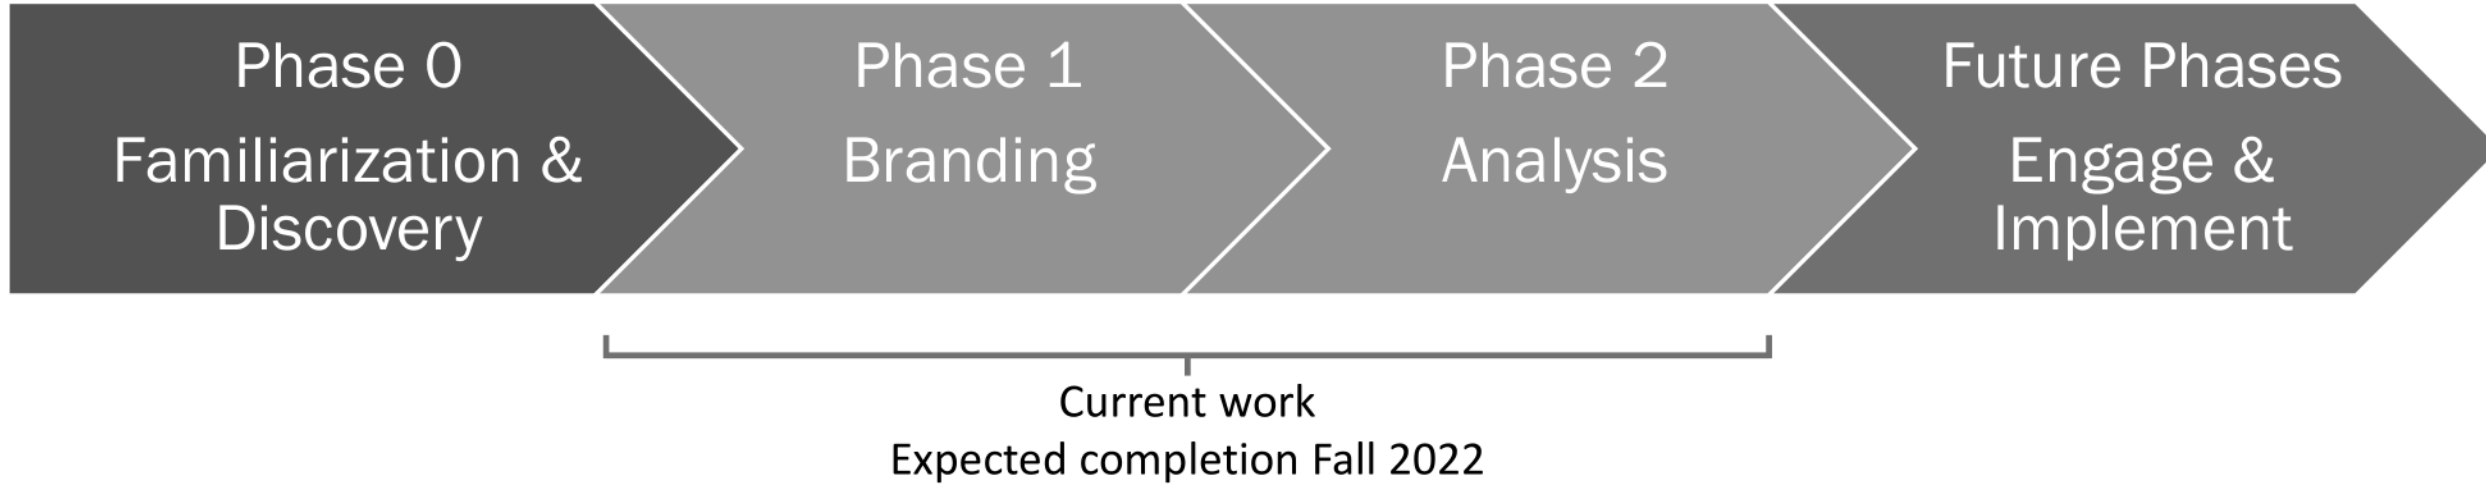 Phase 0
Familiarization &
Discovery
Phase 1
Branding
Phase 2
Analysis
Future Phases
Engage &
Implement
Current work
Expected completion Fall 2022